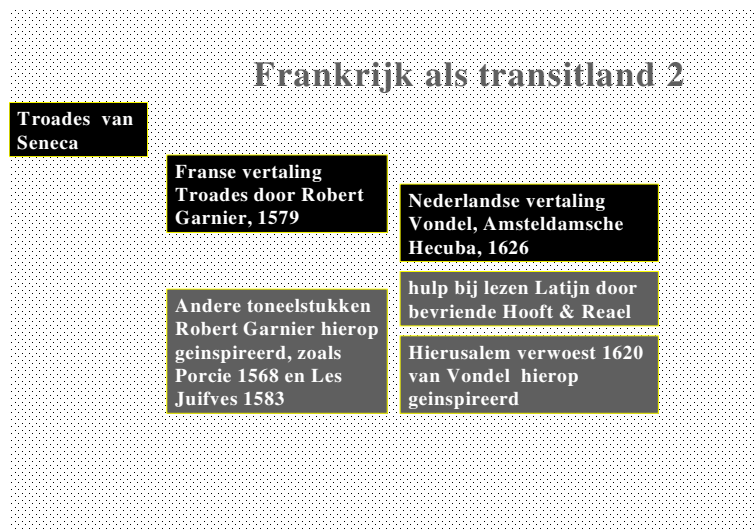 Frankrijk als transitland 2
Troades van
Seneca
Franse vertaling
Troades door Robert
Garnier, 1579
Nederlandse vertaling
Vondel, Amsteldamsche
Hecuba, 1626
hulp bij lezen Latijn door
bevriende Hooft & Reael
Andere toneelstukken
Robert Garnier hierop
geinspireerd, zoals
Porcie 1568 en Les
Juifves 1583
Hierusalem verwoest 1620
van Vondel hierop
geinspireerd